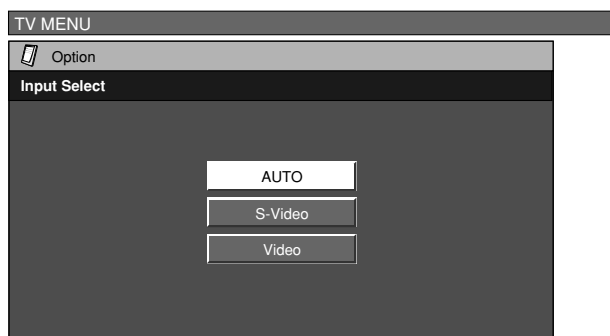 TV MENU
Option
Input Select
AUTO
S-Video
Video